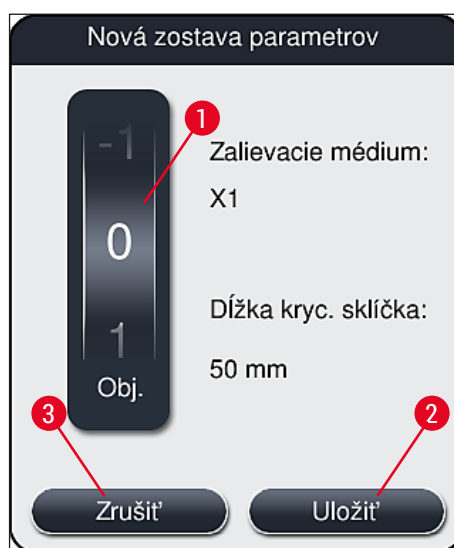 Nová zostava parametrov
1
-1
0
1
Obj.
Zalievacie médium:
X1
Dĺžka kryc. sklíčka:
50 mm
3
2
Zrušiť
Uložiť